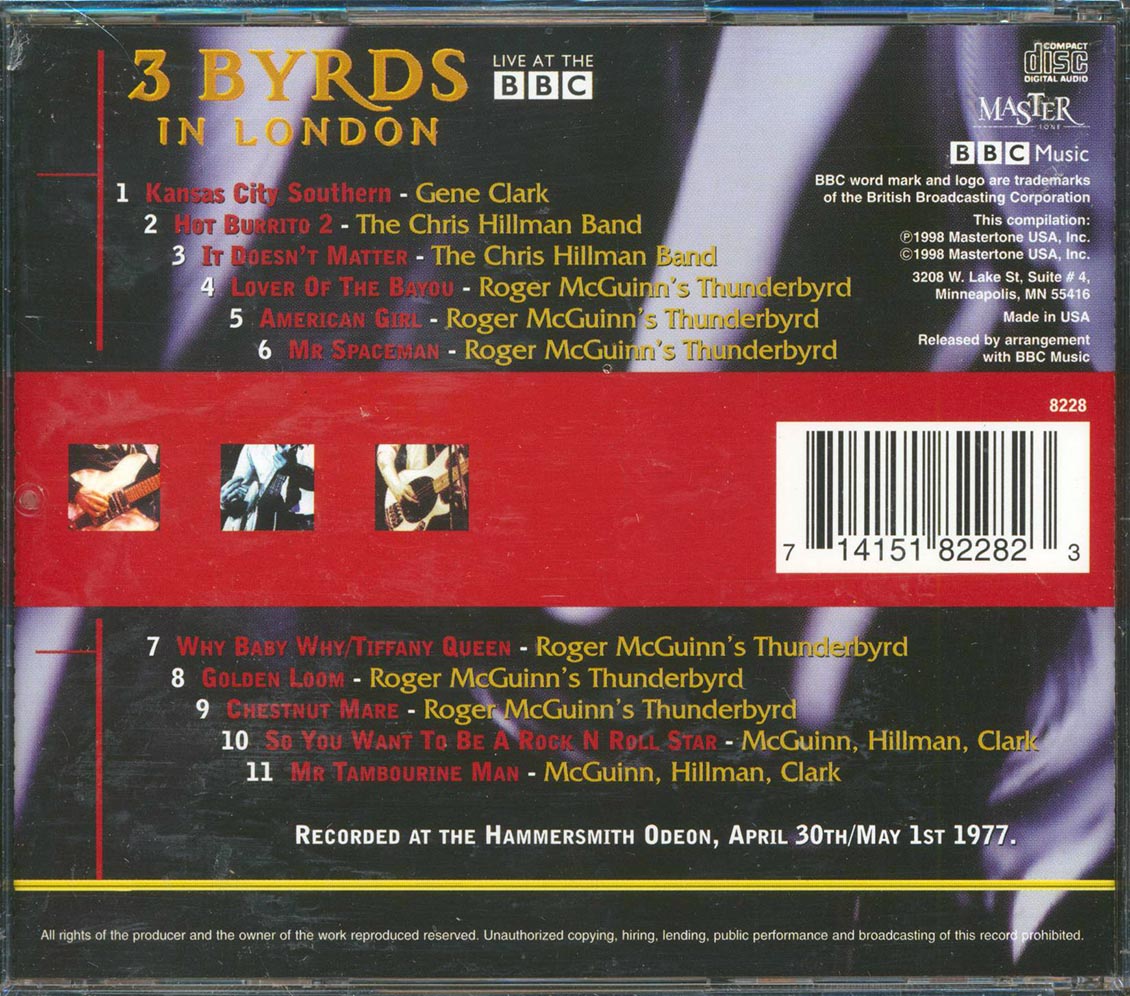 3 BYRDS
IN LONDON
LIVE AT THE
BBC
COMPACT
disc
DIGITAL AUDIO
MASTER
TONE
BBC Music
BBC word mark and logo are trademarks
of the British Broadcasting Corporation
This compilation:
℗1998 Mastertone USA, Inc.
©1998 Mastertone USA, Inc.
3208 W. Lake St, Suite # 4,
Minneapolis, MN 55416
Made in USA
Released by arrangement
with BBC Music
1 Kansas City Southern - Gene Clark
2 Hot Burrito 2 - The Chris Hillman Band
3 It Doesn't Matter - The Chris Hillman Band
4 Lover Of The Bayou - Roger McGuinn's Thunderbyrd
5 American Girl - Roger McGuinn's Thunderbyrd
6 Mr Spaceman - Roger McGuinn's Thunderbyrd
8228
7 14151 82282 3
7 Why Baby Why/Tiffany Queen - Roger McGuinn's Thunderbyrd
8 Golden Loom - Roger McGuinn's Thunderbyrd
9 Chestnut Mare - Roger McGuinn's Thunderbyrd
10 So You Want To Be A Rock N Roll Star - McGuinn, Hillman, Clark
11 Mr Tambourine Man - McGuinn, Hillman, Clark
Recorded at the Hammersmith Odeon, April 30th/May 1st 1977.
All rights of the producer and the owner of the work reproduced reserved. Unauthorized copying, hiring, lending, public performance and broadcasting of this record prohibited.